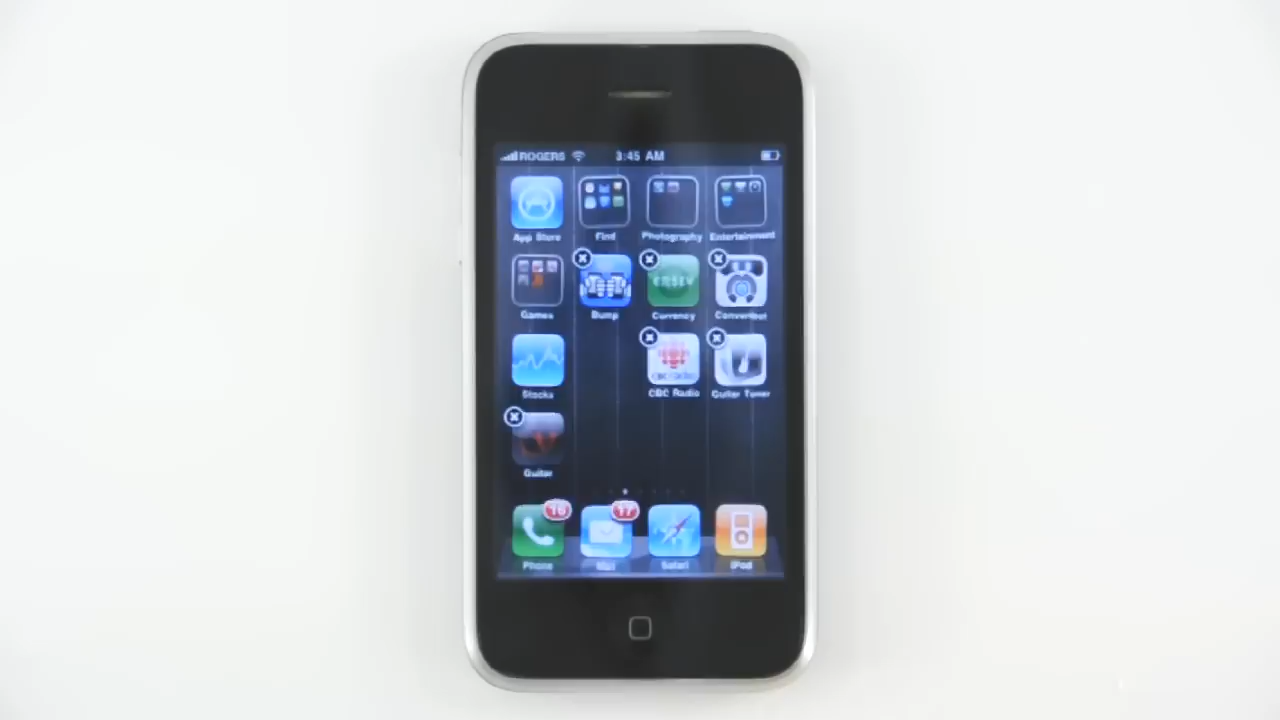 ROGERS 3:45 AM
App Store Find Photography Entertainment
Games Bump Currency
Stocks CBC Radio Guitar Tuner
Guitar
16 17
Phone Mail Safari iPod